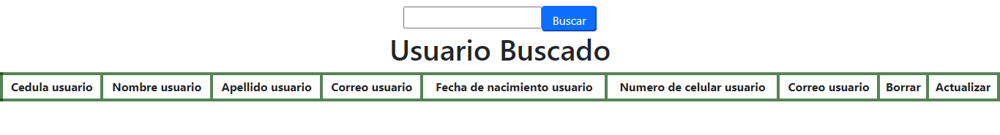 Buscar
Usuario Buscado
Cedula usuario Nombre usuario Apellido usuario Correo usuario Fecha de nacimiento usuario Numero de celular usuario Correo usuario Borrar Actualizar